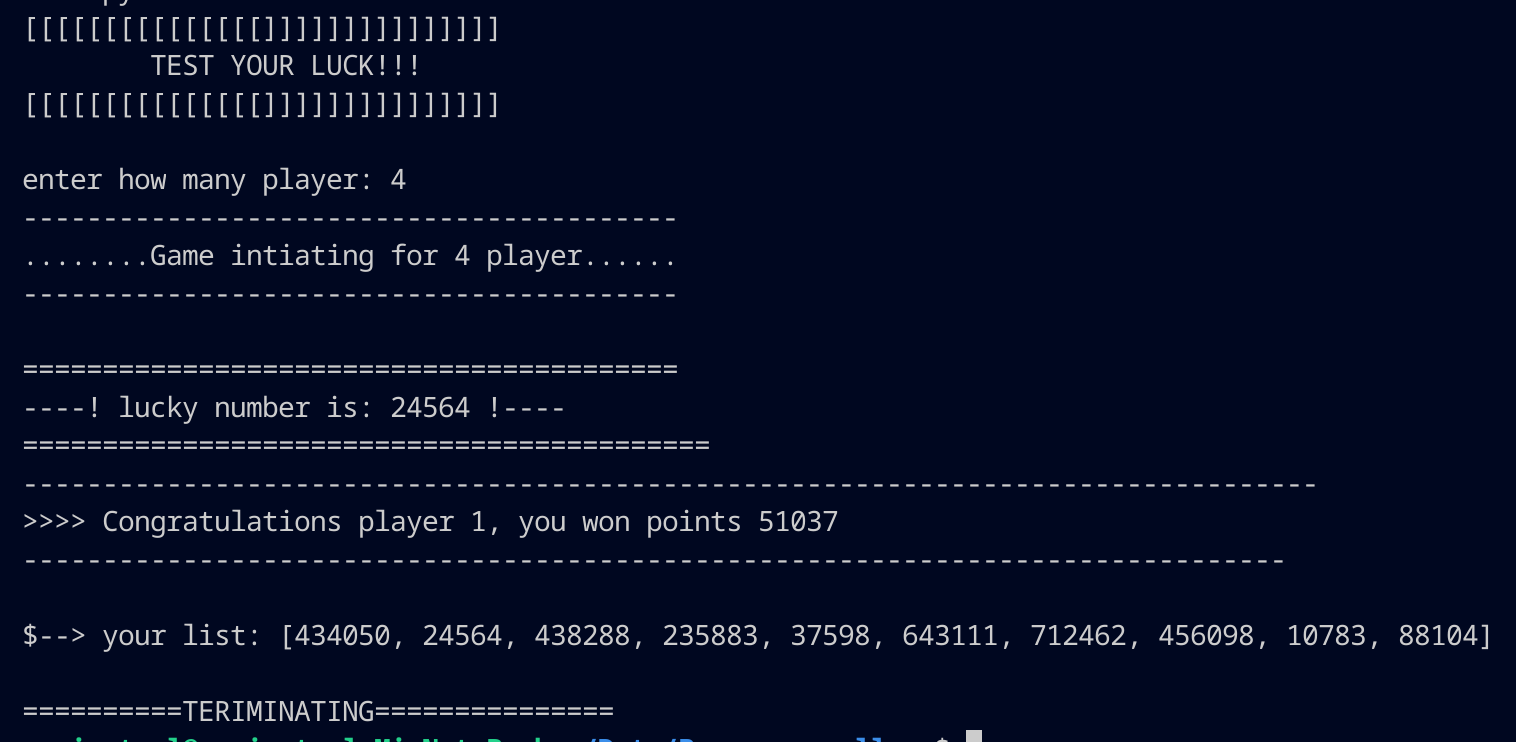 [[[[[[[[[[[[[[[]]]]]]]]]]]]]]]
TEST YOUR LUCK!!!
[[[[[[[[[[[[[[[]]]]]]]]]]]]]]]

enter how many player: 4
-----------------------------------------
........Game intiating for 4 player......
-----------------------------------------

=========================================
----! lucky number is: 24564 !----
===========================================
---------------------------------------------------------------------------------
>>>> Congratulations player 1, you won points 51037
-------------------------------------------------------------------------------

$--> your list: [434050, 24564, 438288, 235883, 37598, 643111, 712462, 456098, 10783, 88104]

==========TERIMINATING===============